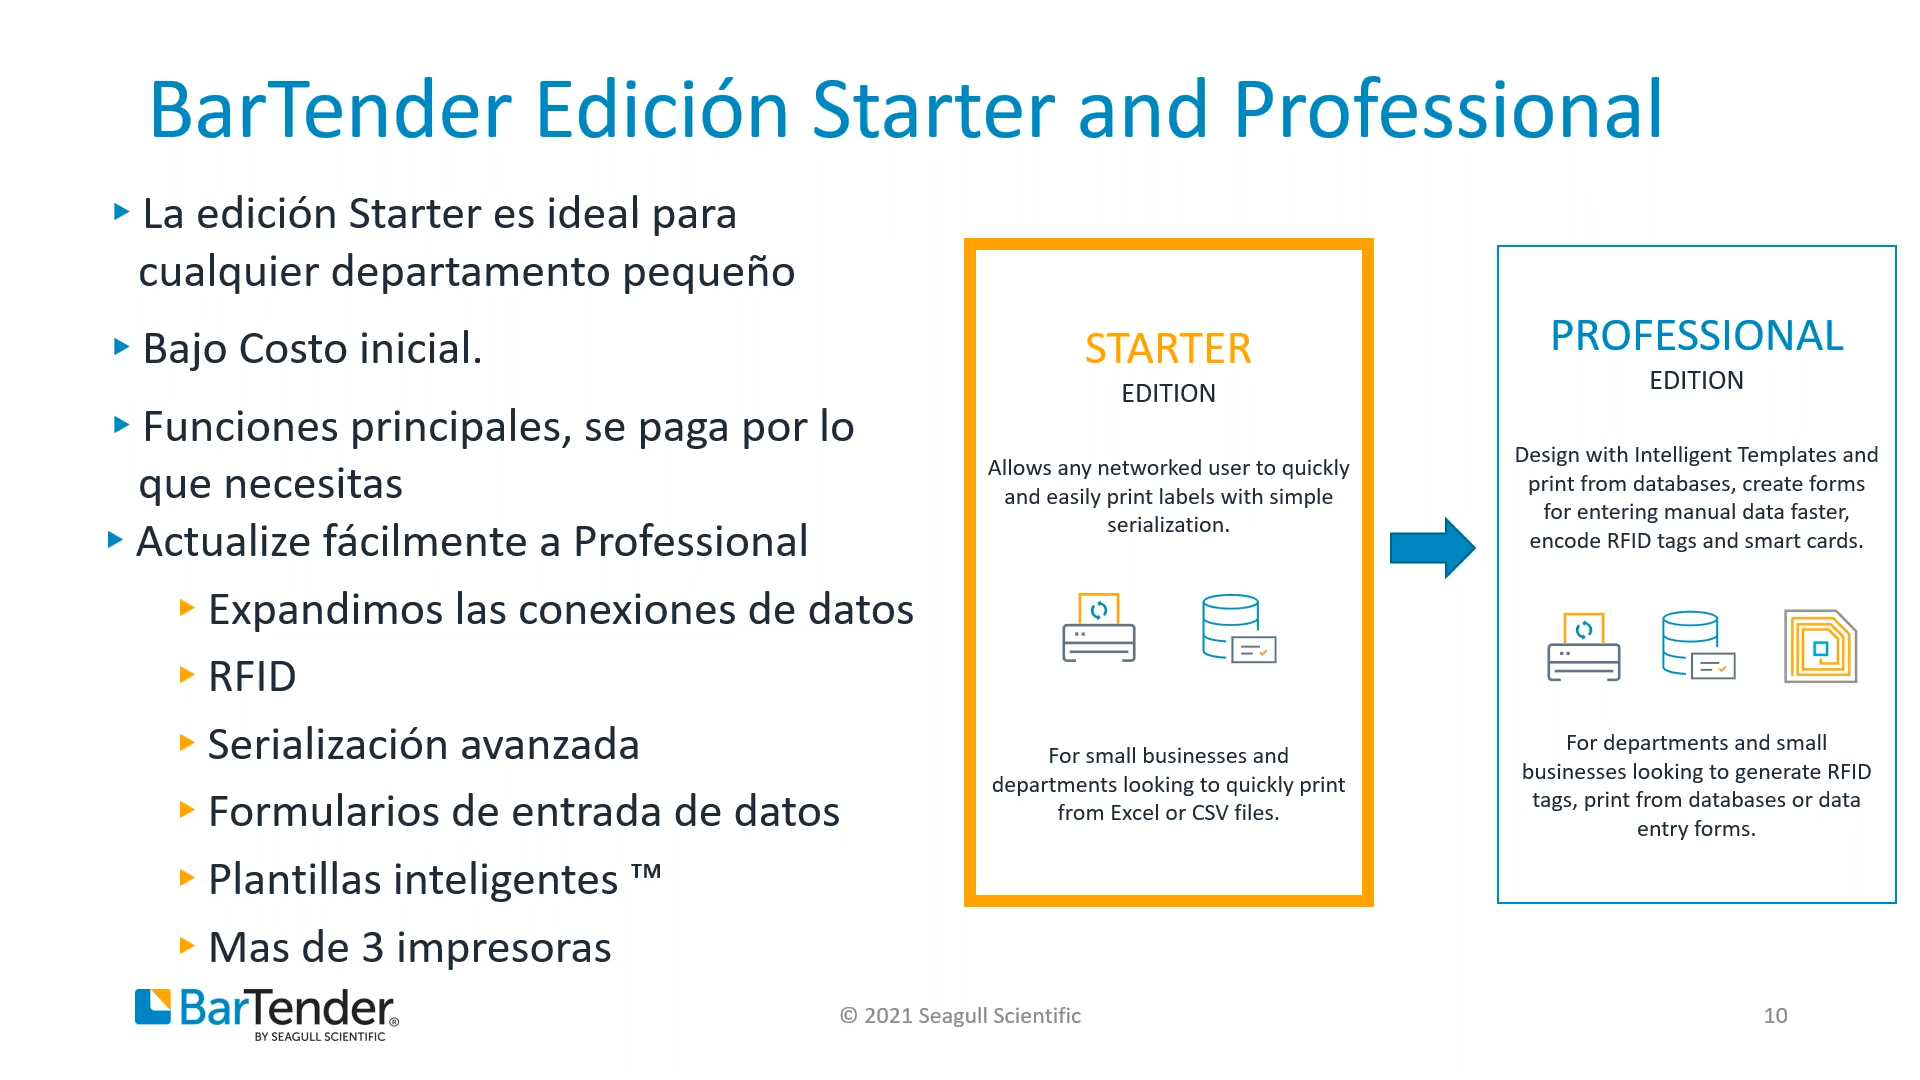 BarTender Edición Starter and Professional
La edición Starter es ideal para
cualquier departamento pequeño
Bajo Costo inicial.
Funciones principales, se paga por lo
que necesitas
Actualize fácilmente a Professional
Expandimos las conexiones de datos
RFID
Serialización avanzada
Formularios de entrada de datos
Plantillas inteligentes ™
Mas de 3 impresoras
STARTER
EDITION
Allows any networked user to quickly
and easily print labels with simple
serialization.
For small businesses and
departments looking to quickly print
from Excel or CSV files.
PROFESSIONAL
EDITION
Design with Intelligent Templates and
print from databases, create forms
for entering manual data faster,
encode RFID tags and smart cards.
For departments and small
businesses looking to generate RFID
tags, print from databases or data
entry forms.
BarTender®
BY SEAGULL SCIENTIFIC
© 2021 Seagull Scientific
10